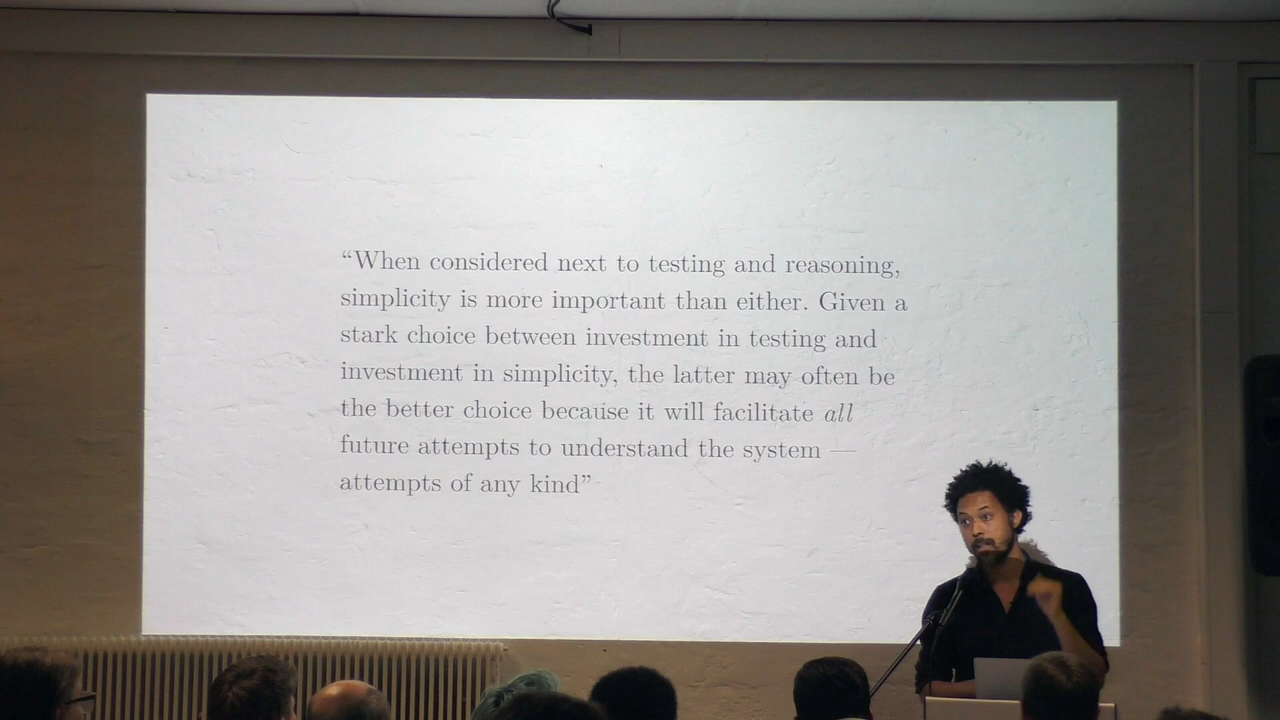 “When considered next to testing and reasoning,
simplicity is more important than either. Given a
stark choice between investment in testing and
investment in simplicity, the latter may often be
the better choice because it will facilitate all
future attempts to understand the system —
attempts of any kind”